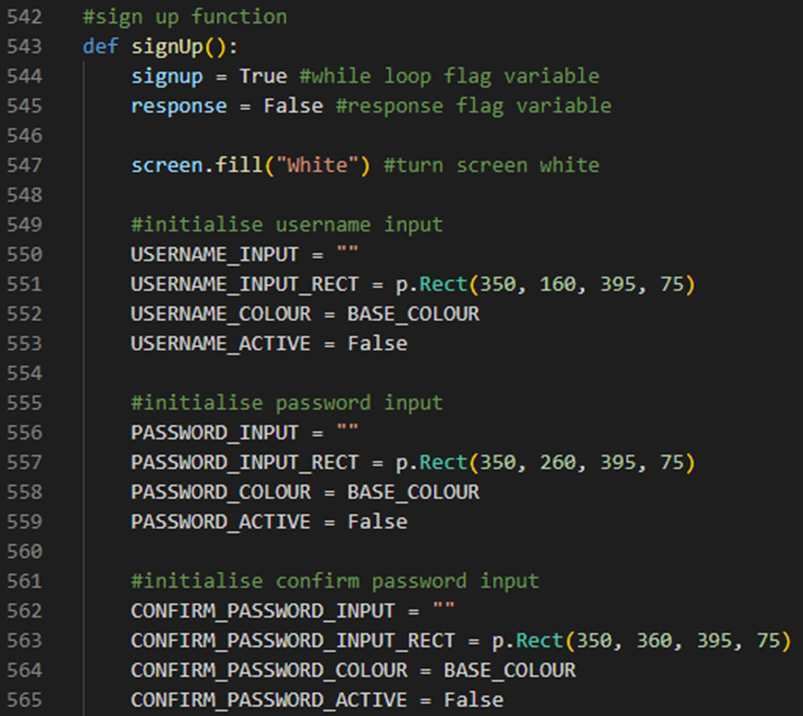 542 #sign up function
543 def signUp():
544 signup = True #while loop flag variable
545 response = False #response flag variable
546
547 screen.fill("White") #turn screen white
548
549 #initialise username input
550 USERNAME_INPUT = ""
551 USERNAME_INPUT_RECT = p.Rect(350, 160, 395, 75)
552 USERNAME_COLOUR = BASE_COLOUR
553 USERNAME_ACTIVE = False
554
555 #initialise password input
556 PASSWORD_INPUT = ""
557 PASSWORD_INPUT_RECT = p.Rect(350, 260, 395, 75)
558 PASSWORD_COLOUR = BASE_COLOUR
559 PASSWORD_ACTIVE = False
560
561 #initialise confirm password input
562 CONFIRM_PASSWORD_INPUT = ""
563 CONFIRM_PASSWORD_INPUT_RECT = p.Rect(350, 360, 395, 75)
564 CONFIRM_PASSWORD_COLOUR = BASE_COLOUR
565 CONFIRM_PASSWORD_ACTIVE = False